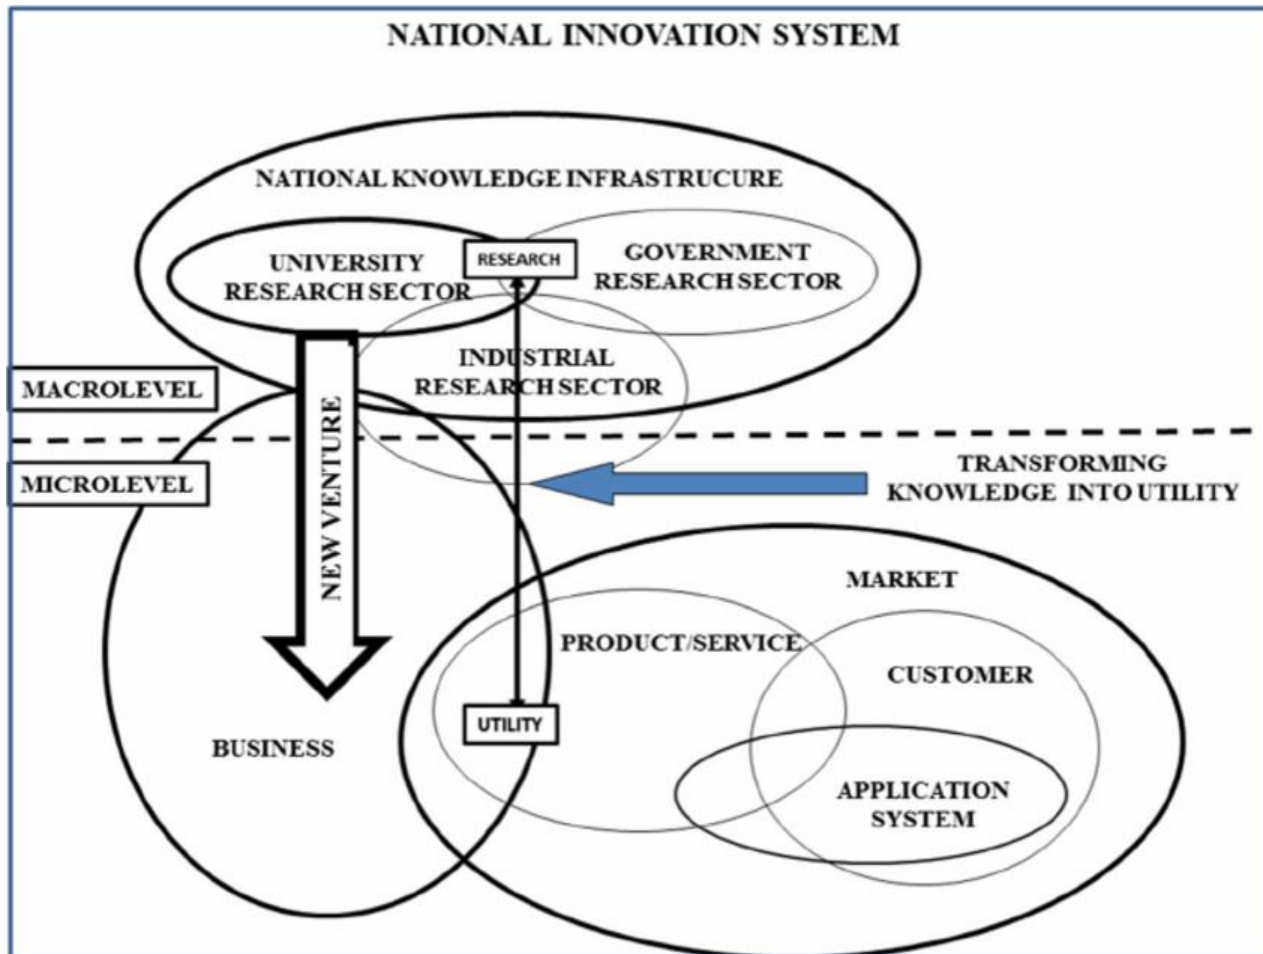 NATIONAL INNOVATION SYSTEM
NATIONAL KNOWLEDGE INFRASTRUCURE
UNIVERSITY
RESEARCH SECTOR
RESEARCH
GOVERNMENT
RESEARCH SECTOR
INDUSTRIAL
RESEARCH SECTOR
MACROLEVEL
MICROLEVEL
NEW VENTURE
TRANSFORMING
KNOWLEDGE INTO UTILITY
MARKET
PRODUCT/SERVICE
CUSTOMER
UTILITY
BUSINESS
APPLICATION
SYSTEM